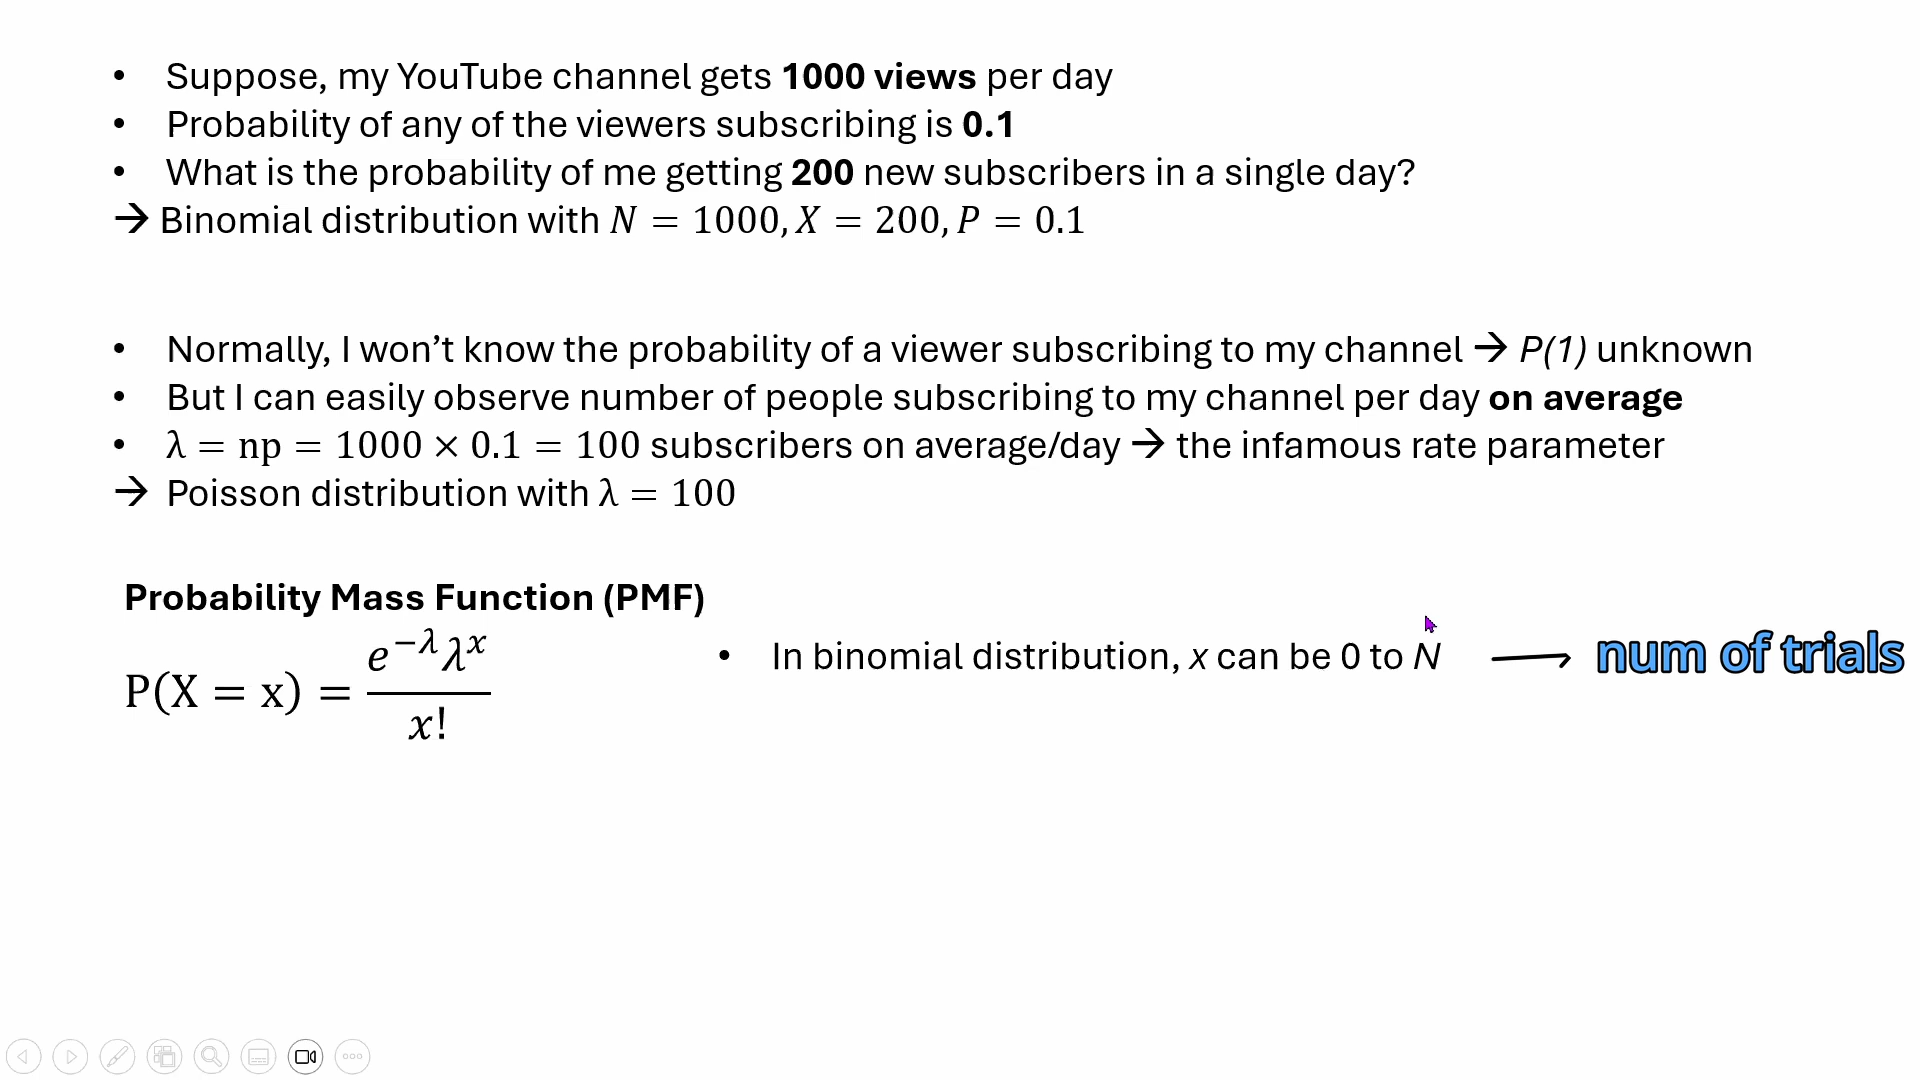 • Suppose, my YouTube channel gets 1000 views per day
• Probability of any of the viewers subscribing is 0.1
• What is the probability of me getting 200 new subscribers in a single day?
→ Binomial distribution with N = 1000, X = 200, P = 0.1
• Normally, I won’t know the probability of a viewer subscribing to my channel → P(1) unknown
• But I can easily observe number of people subscribing to my channel per day on average
• λ = np = 1000 × 0.1 = 100 subscribers on average/day → the infamous rate parameter
→ Poisson distribution with λ = 100
Probability Mass Function (PMF)
P(X = x) = \frac{e^{-λ} λ^x}{x!}
• In binomial distribution, x can be 0 to N → num of trials